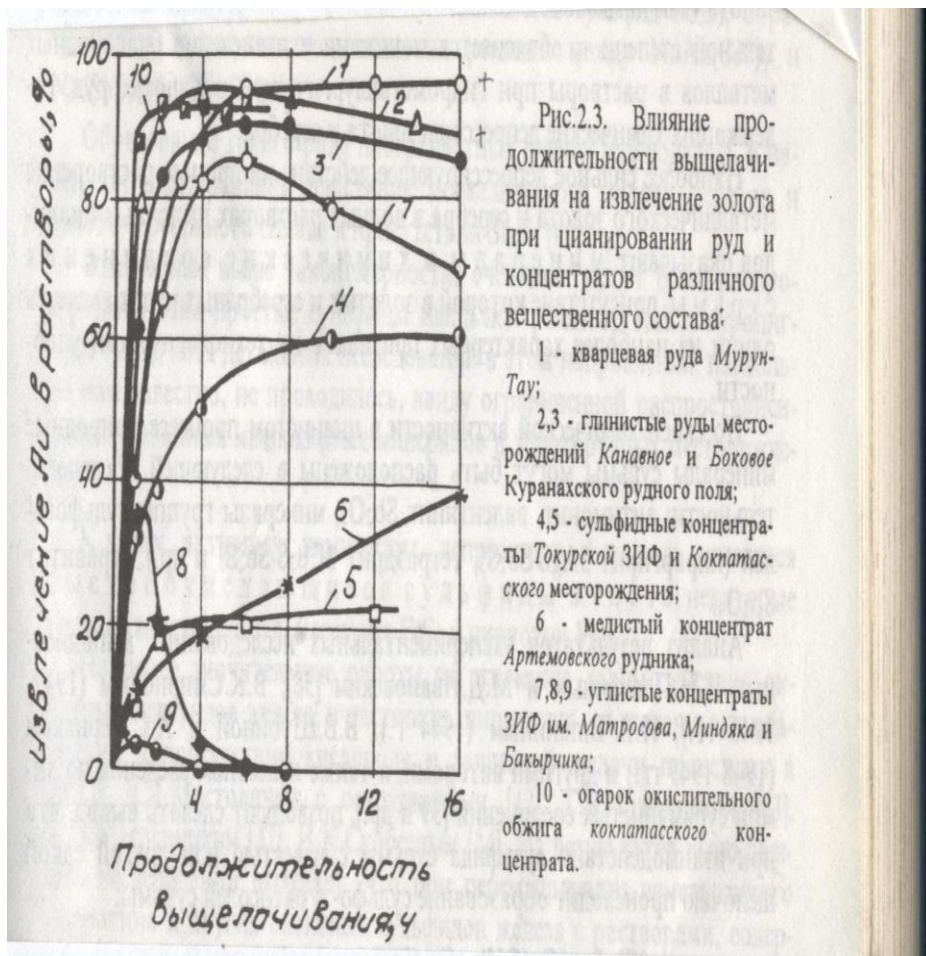 100
80
60
40
20
0
4
8
12
16
Извлечение Au в растворы, %
Продолжительность
выщелачивания, ч
10
1
2
3
7
4
8
6
5
9
Рис.2.3. Влияние про-
должительности выщелачи-
вания на извлечение золота
при цианировании руд и
концентратов различного
вещественного состава:
1 - кварцевая руда Мурун-
Тау;
2,3 - глинистые руды место-
рождений Канавное и Боковое
Куранахского рудного поля;
4,5 - сульфидные концентра-
ты Токурской ЗИФ и Кокпатас-
ского месторождения;
6 - медистый концентрат
Артемовского рудника;
7,8,9 - углистые концентраты
ЗИФ им. Матросова, Миндяка и
Бакырчика;
10 - огарок окислительного
обжига кокпатасского кон-
центрата.